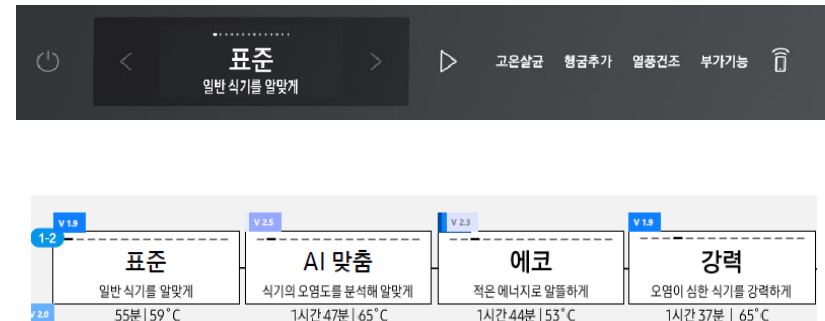 표준
일반 식기를 알맞게
고온살균 헹굼추가 열풍건조 부가기능
V 1.9 V 2.5 V 2.3 V 1.9
1-2
표준 AI 맞춤 에코 강력
일반 식기를 알맞게 식기의 오염도를 분석해 알맞게 적은 에너지로 알뜰하게 오염이 심한 식기를 강력하게
V 2.0
55분 | 59˚C 1시간 47분 | 65˚C 1시간 44분 | 53˚C 1시간 37분 | 65˚C